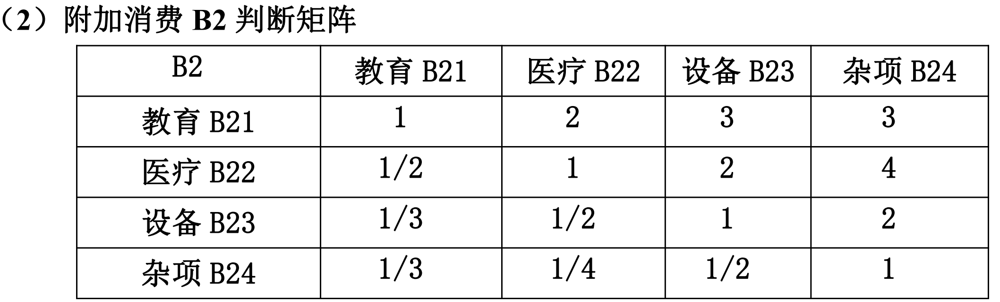 （2）附加消费 B2 判断矩阵
B2 教育 B21 医疗 B22 设备 B23 杂项 B24
教育 B21 1 2 3 3
医疗 B22 1/2 1 2 4
设备 B23 1/3 1/2 1 2
杂项 B24 1/3 1/4 1/2 1